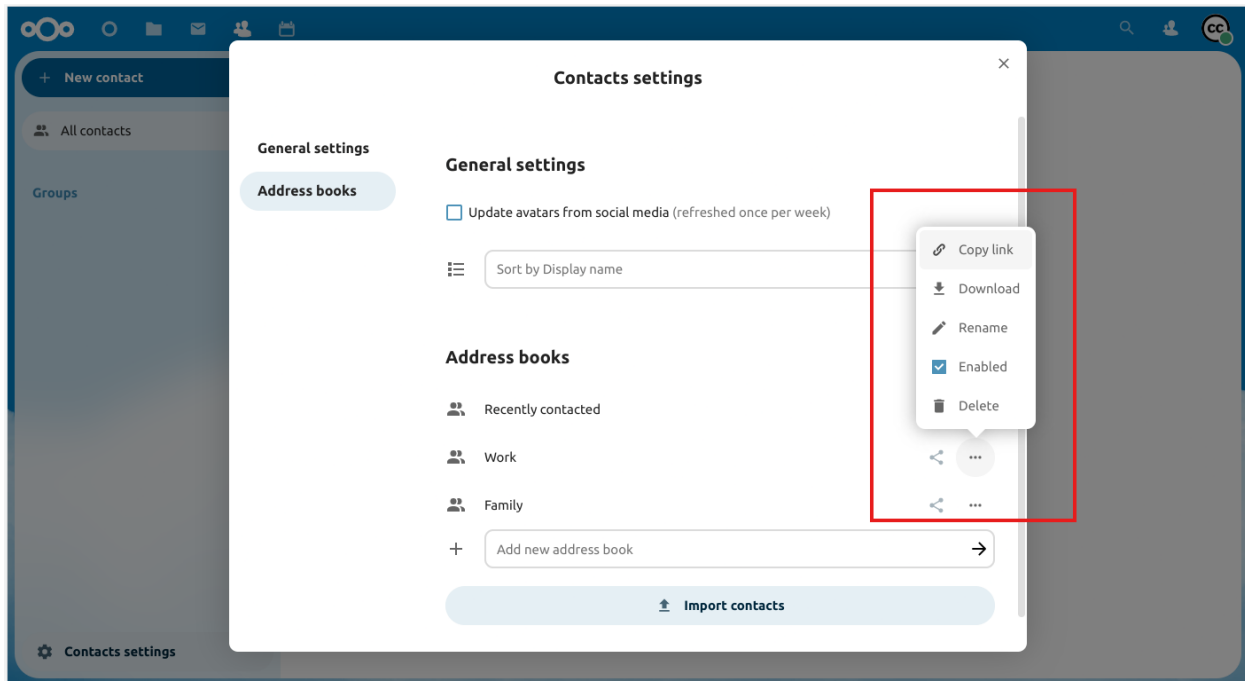 CC
New contact
All contacts
Groups
Contacts settings
Contacts settings
General settings
Address books
General settings
Update avatars from social media (refreshed once per week)
Sort by Display name
Address books
Recently contacted
Work
Family
Add new address book
Import contacts
Copy link
Download
Rename
Enabled
Delete